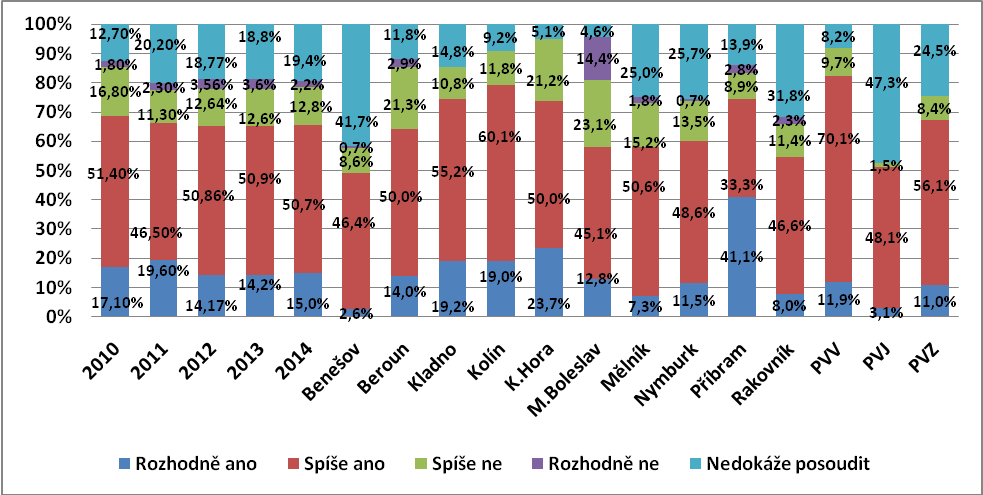 100%
90%
80%
70%
60%
50%
40%
30%
20%
10%
0%
12,70% 20,20% 18,77% 18,8% 19,4% 41,7% 11,8% 14,8% 9,2% 5,1% 4,6% 25,0% 25,7% 13,9% 31,8% 8,2% 47,3% 24,5%
1,80% 2,30% 3,56% 3,6% 2,2% 0,7% 2,9% 14,4% 1,8% 0,7% 2,8% 2,3%
16,80% 11,30% 12,64% 12,6% 12,8% 8,6% 21,3% 10,8% 11,8% 21,2% 23,1% 15,2% 13,5% 8,9% 11,4% 9,7% 1,5% 8,4%
51,40% 46,50% 50,86% 50,9% 50,7% 46,4% 50,0% 55,2% 60,1% 50,0% 45,1% 50,6% 48,6% 33,3% 46,6% 70,1% 48,1% 56,1%
17,10% 19,60% 14,17% 14,2% 15,0% 2,6% 14,0% 19,2% 19,0% 23,7% 12,8% 7,3% 11,5% 41,1% 8,0% 11,9% 3,1% 11,0%
2010
2011
2012
2013
2014
Benešov
Beroun
Kladno
Kolín
K.Hora
M.Boleslav
Mělník
Nymburk
Příbram
Rakovník
PVV
PVJ
PVZ
Rozhodně ano Spíše ano Spíše ne Rozhodně ne Nedokáže posoudit